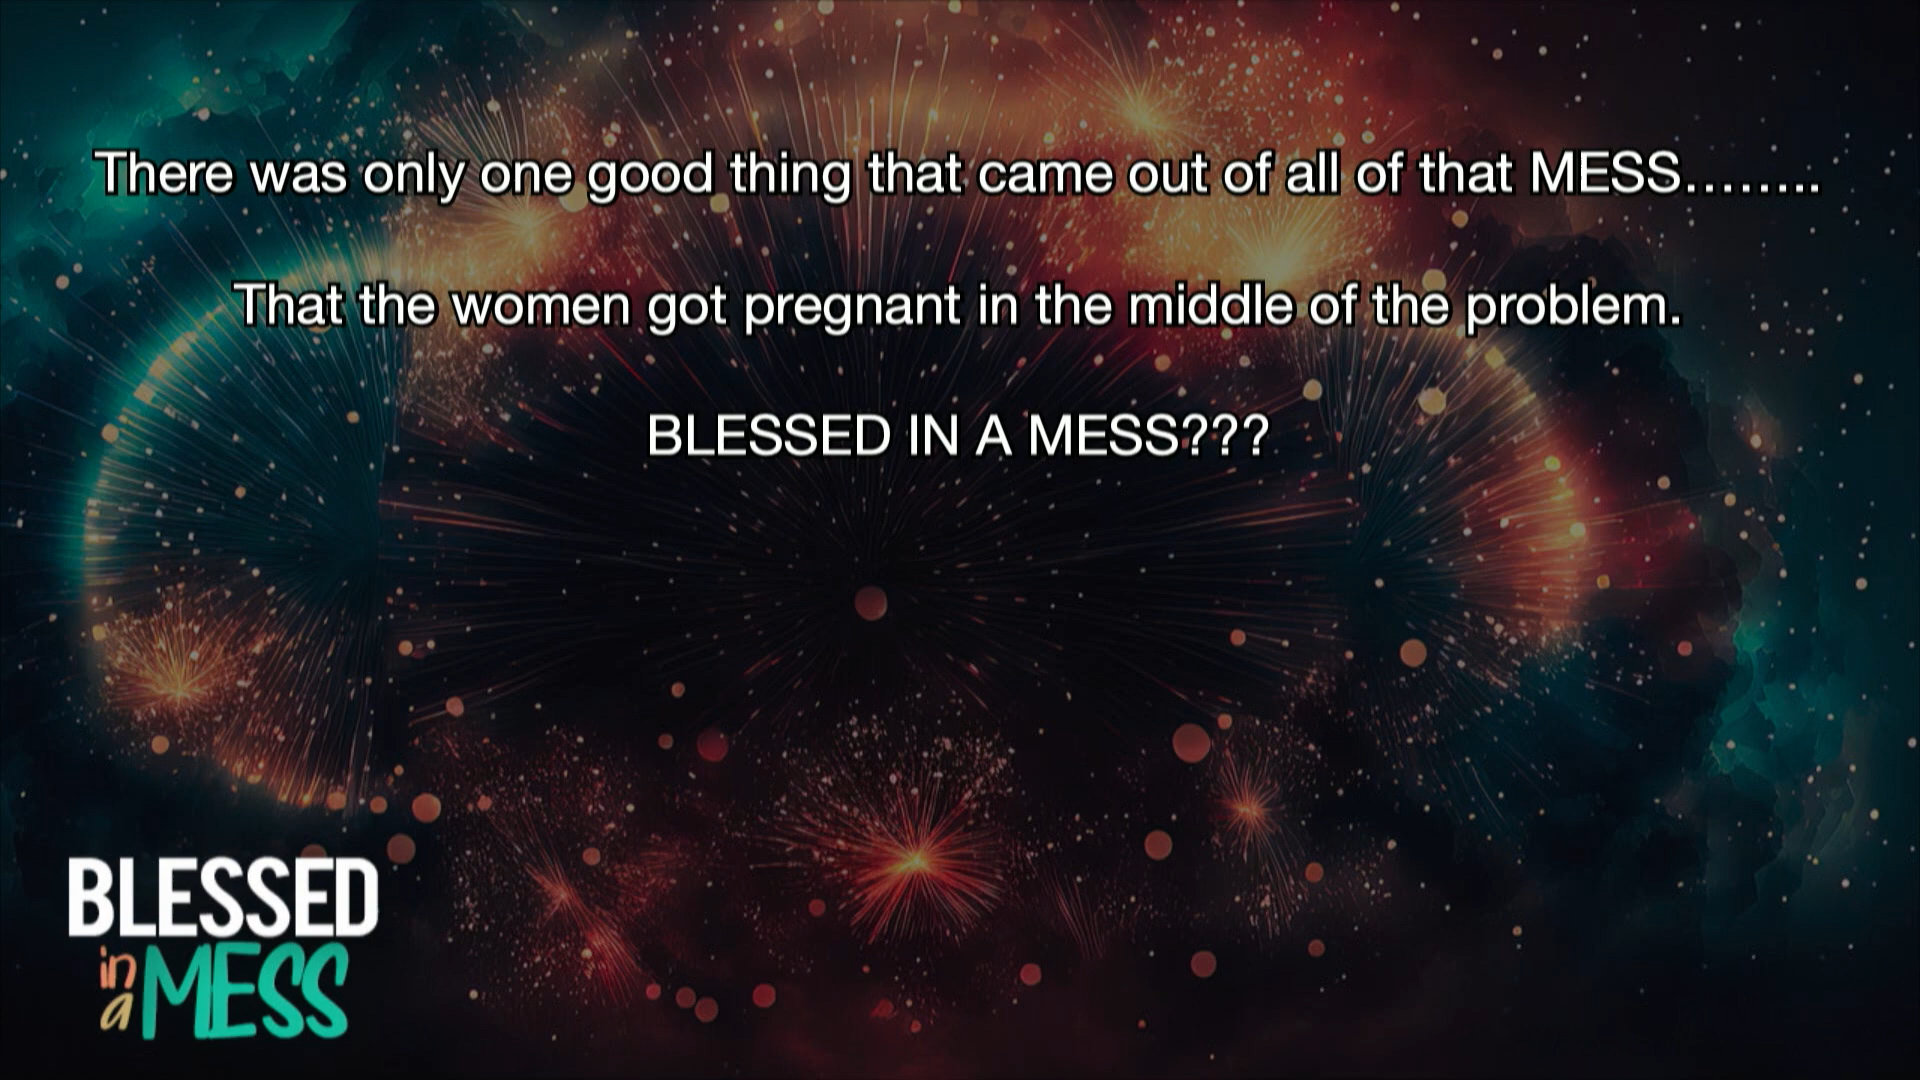 There was only one good thing that came out of all of that MESS……..
That the women got pregnant in the middle of the problem.
BLESSED IN A MESS???
BLESSED
in
a MESS